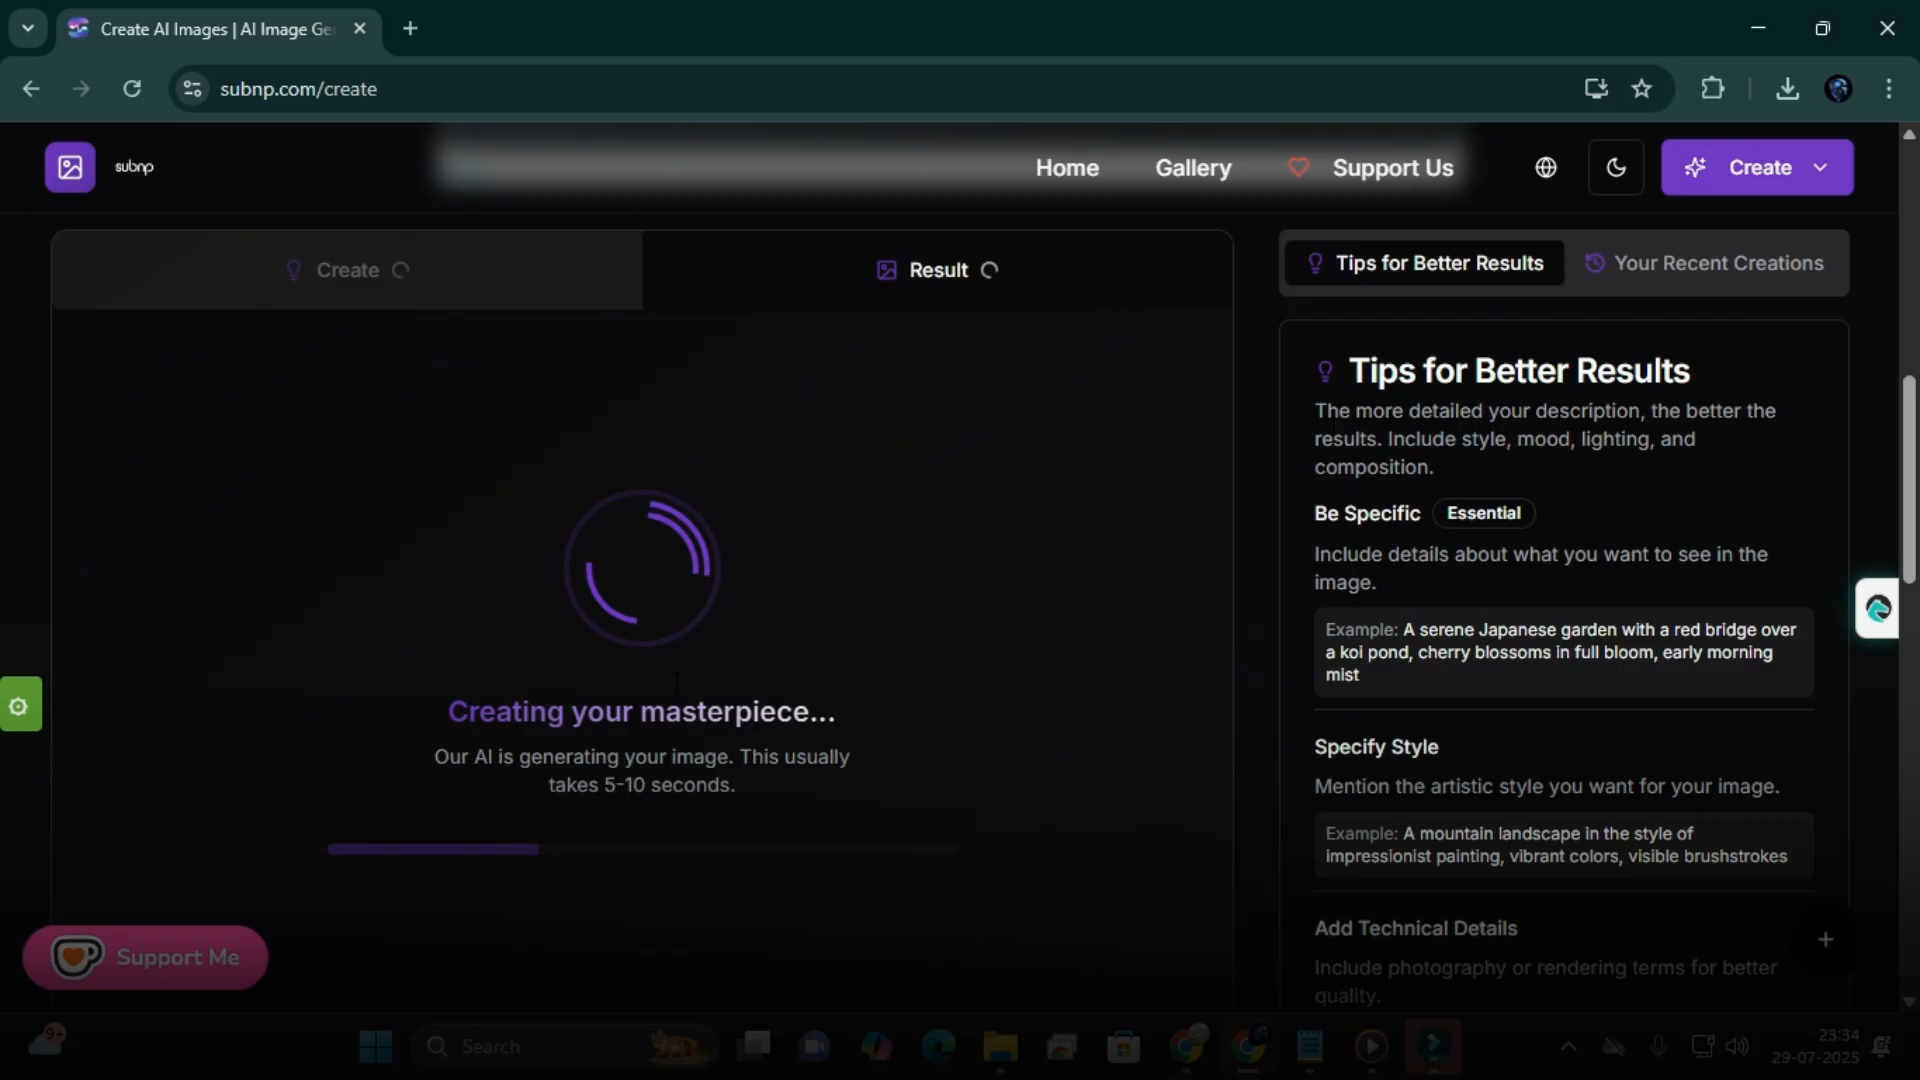 Create AI Images | AI Image Ge
subnp.com/create
subnp
Home
Gallery
Support Us
Create
Create
Result
Tips for Better Results
Your Recent Creations
Creating your masterpiece...
Our AI is generating your image. This usually
takes 5-10 seconds.
Tips for Better Results
The more detailed your description, the better the
results. Include style, mood, lighting, and
composition.
Be Specific
Essential
Include details about what you want to see in the
image.
Example: A serene Japanese garden with a red bridge over
a koi pond, cherry blossoms in full bloom, early morning
mist
Specify Style
Mention the artistic style you want for your image.
Example: A mountain landscape in the style of
impressionist painting, vibrant colors, visible brushstrokes
Add Technical Details
Include photography or rendering terms for better
quality.
Support Me
9+
Search
23:34
29-07-2025